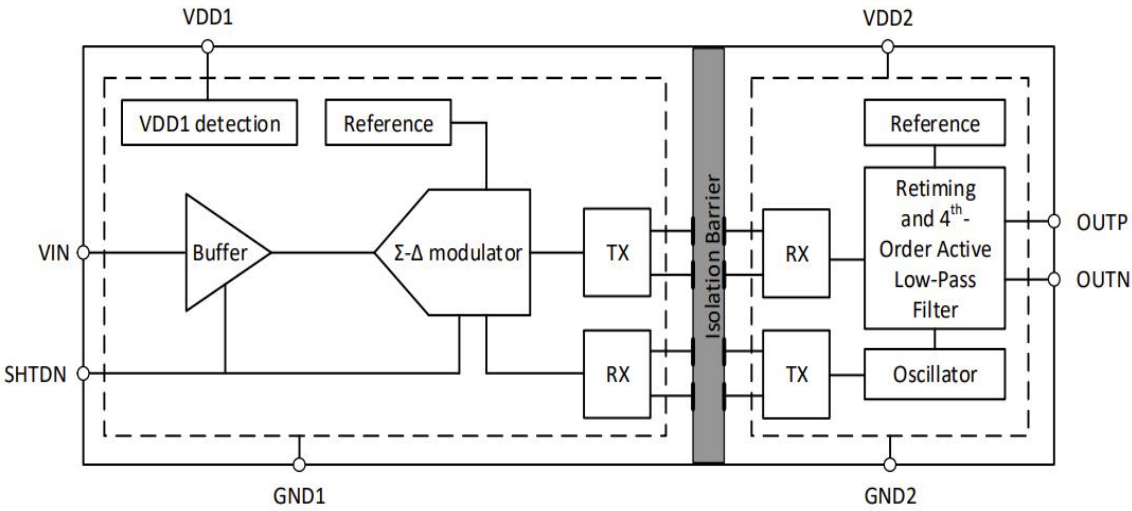 VDD1
VDD2
VDD1 detection
Reference
Reference
Isolation Barrier
Retiming
and 4th-
Order Active
Low-Pass
Filter
VIN
Buffer
Σ-Δ modulator
TX
RX
OUTP
OUTN
SHTDN
RX
TX
Oscillator
GND1
GND2